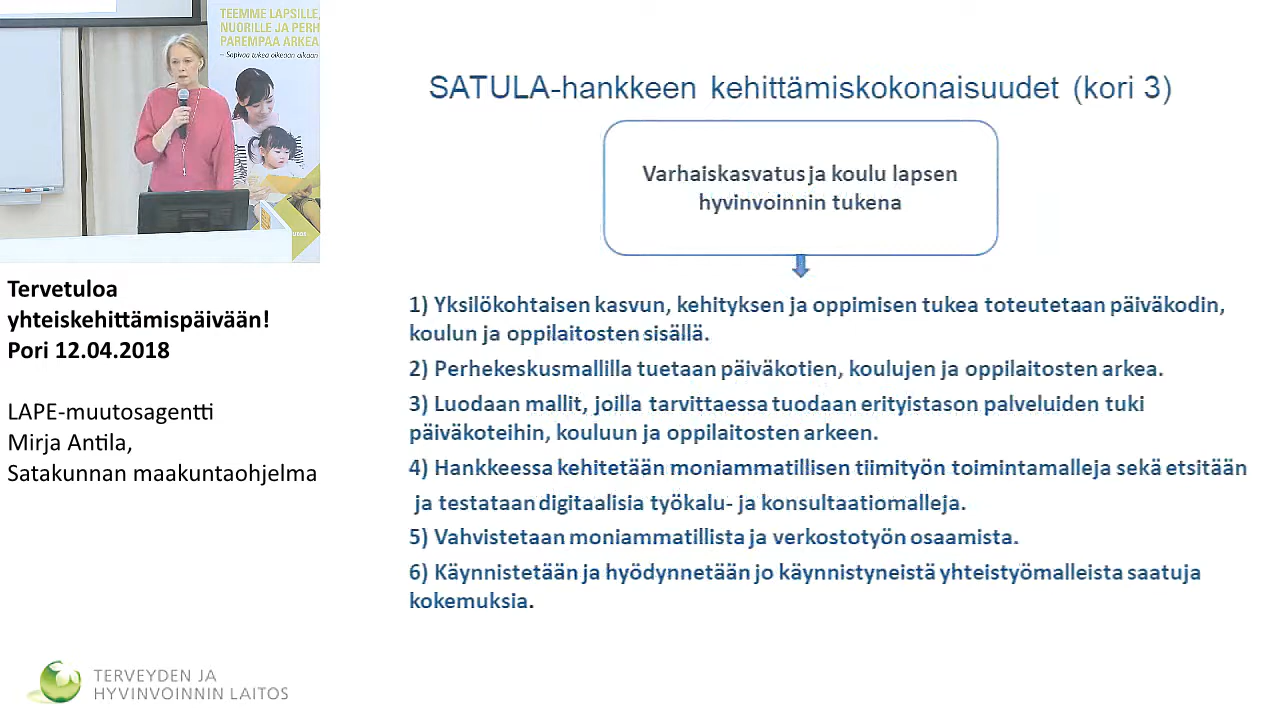 TEEMME LAPSILLE,
NUORILLE JA PERH
PAREMPAA ARKEA
– Sopivaa tukea oikeaan aikaan
Tervetuloa
yhteiskehittämispäivään!
Pori 12.04.2018
LAPE-muutosagentti
Mirja Antila,
Satakunnan maakuntaohjelma
TERVEYDEN JA
HYVINVOINNIN LAITOS
SATULA-hankkeen kehittämiskokonaisuudet (kori 3)
Varhaiskasvatus ja koulu lapsen
hyvinvoinnin tukena
1) Yksilökohtaisen kasvun, kehityksen ja oppimisen tukea toteutetaan päiväkodin,
koulun ja oppilaitosten sisällä.
2) Perhekeskusmallilla tuetaan päiväkotien, koulujen ja oppilaitosten arkea.
3) Luodaan mallit, joilla tarvittaessa tuodaan erityistason palveluiden tuki
päiväkoteihin, kouluun ja oppilaitosten arkeen.
4) Hankkeessa kehitetään moniammatillisen tiimityön toimintamalleja sekä etsitään
ja testataan digitaalisia työkalu- ja konsultaatiomalleja.
5) Vahvistetaan moniammatillista ja verkostotyön osaamista.
6) Käynnistetään ja hyödynnetään jo käynnistyneistä yhteistyömalleista saatuja
kokemuksia.